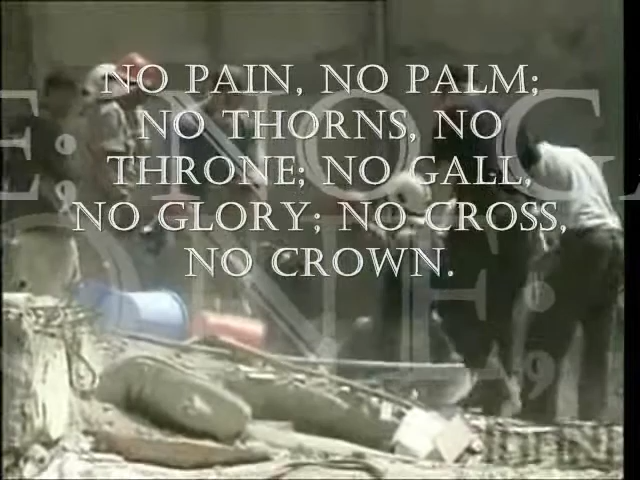 NO PAIN, NO PALM;
NO THORNS, NO
THRONE; NO GALL,
NO GLORY; NO CROSS,
NO CROWN.